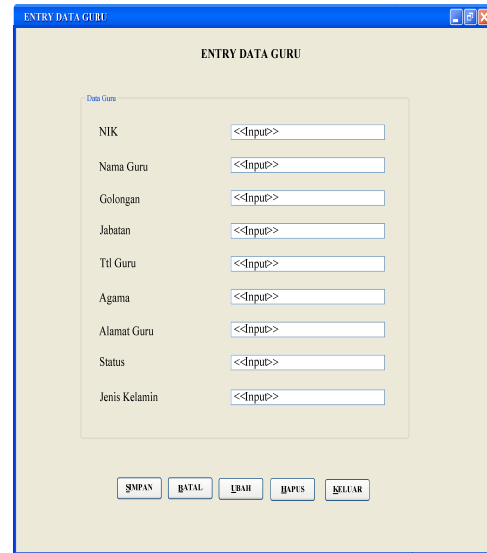 ENTRY DATA GURU
ENTRY DATA GURU
Data Guru
NIK <<Input>>
Nama Guru <<Input>>
Golongan <<Input>>
Jabatan <<Input>>
Ttl Guru <<Input>>
Agama <<Input>>
Alamat Guru <<Input>>
Status <<Input>>
Jenis Kelamin <<Input>>
SIMPAN BATAL UBAH HAPUS KELUAR